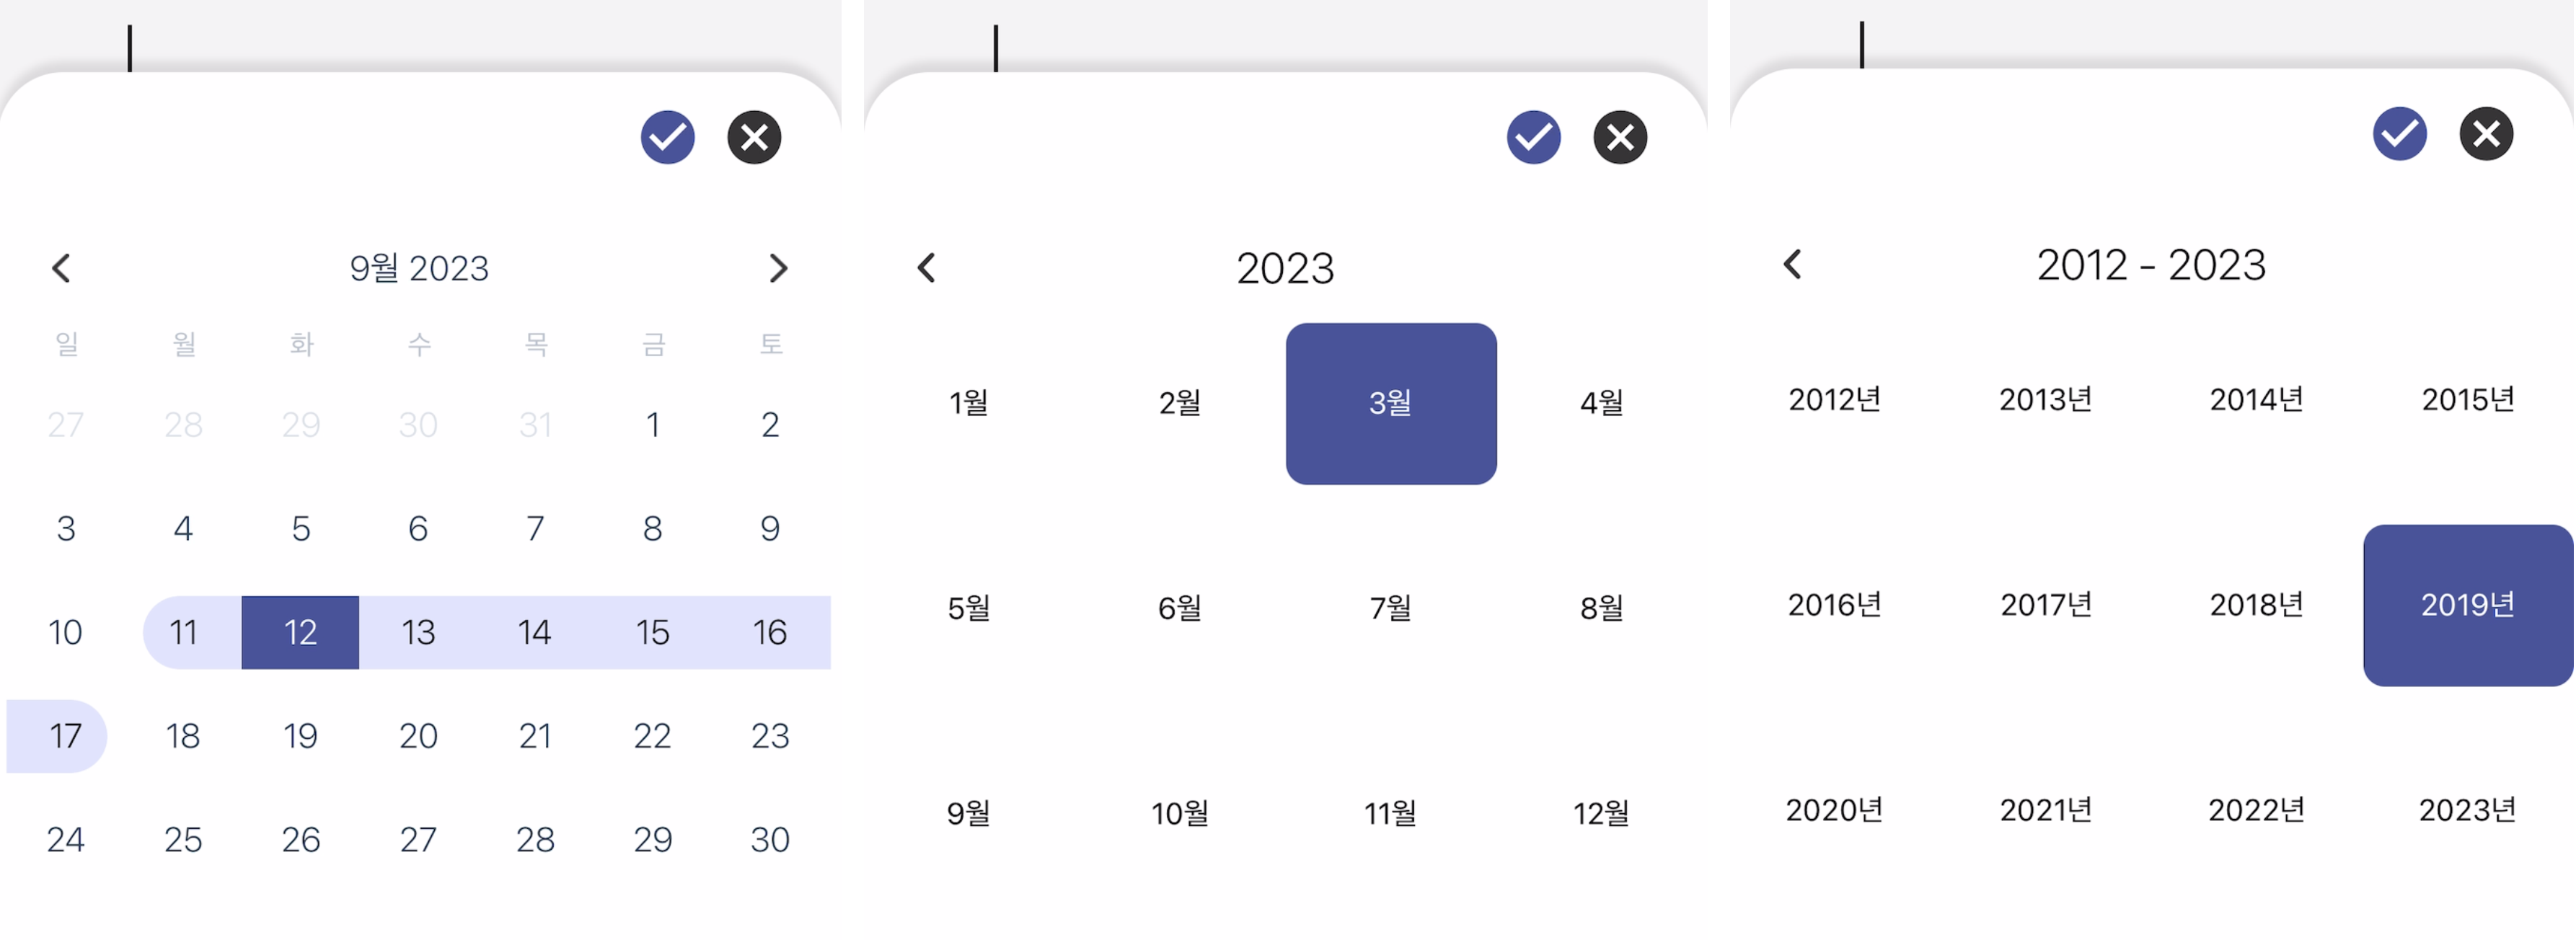 9월 2023
일 월 화 수 목 금 토
27 28 29 30 31 1 2
3 4 5 6 7 8 9
10 11 12 13 14 15 16
17 18 19 20 21 22 23
24 25 26 27 28 29 30
2023
1월 2월 3월 4월
5월 6월 7월 8월
9월 10월 11월 12월
2012 - 2023
2012년 2013년 2014년 2015년
2016년 2017년 2018년 2019년
2020년 2021년 2022년 2023년